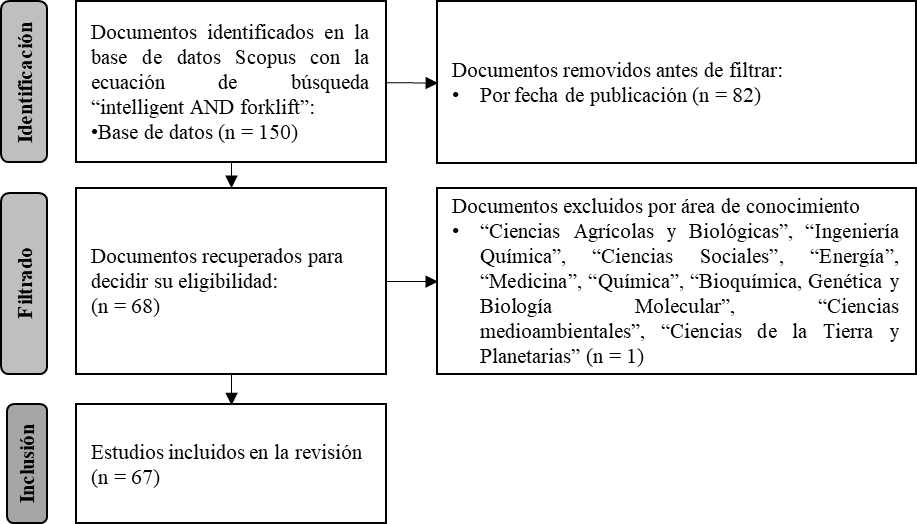 Identificación
Documentos identificados en la
base de datos Scopus con la
ecuación de búsqueda
“intelligent AND forklift”:
•Base de datos (n = 150)
Documentos removidos antes de filtrar:
• Por fecha de publicación (n = 82)
Filtrado
Documentos recuperados para
decidir su eligibilidad:
(n = 68)
Documentos excluidos por área de conocimiento
• “Ciencias Agrícolas y Biológicas”, “Ingeniería
Química”, “Ciencias Sociales”, “Energía”,
“Medicina”, “Química”, “Bioquímica, Genética y
Biología Molecular”, “Ciencias
medioambientales”, “Ciencias de la Tierra y
Planetarias” (n = 1)
Inclusión
Estudios incluidos en la revisión
(n = 67)